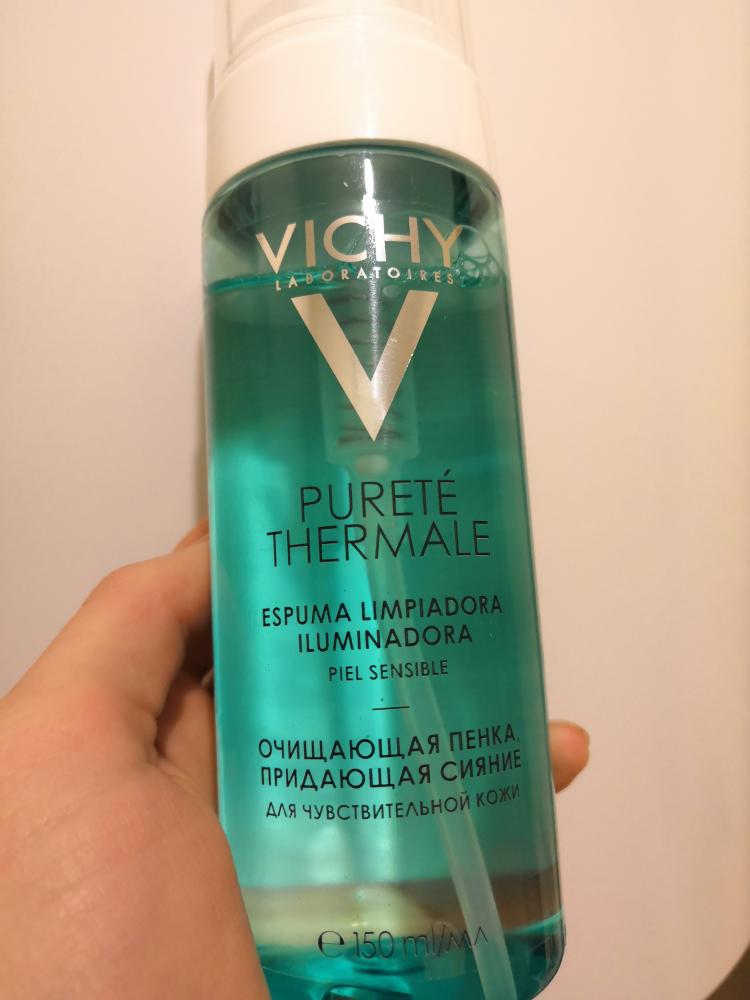 VICHY
LABORATOIRES
V
PURETÉ
THERMALE
ESPUMA LIMPIADORA
ILUMINADORA
PIEL SENSIBLE
ОЧИЩАЮЩАЯ ПЕНКА,
ПРИДАЮЩАЯ СИЯНИЕ
ДЛЯ ЧУВСТВИТЕЛЬНОЙ КОЖИ
℮ 150 ml/мл